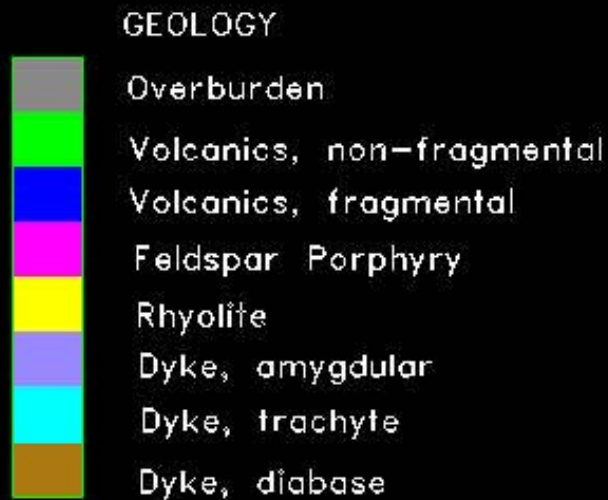 GEOLOGY
Overburden
Volcanics, non-fragmental
Volcanics, fragmental
Feldspar Porphyry
Rhyolite
Dyke, amygdular
Dyke, trachyte
Dyke, diabase